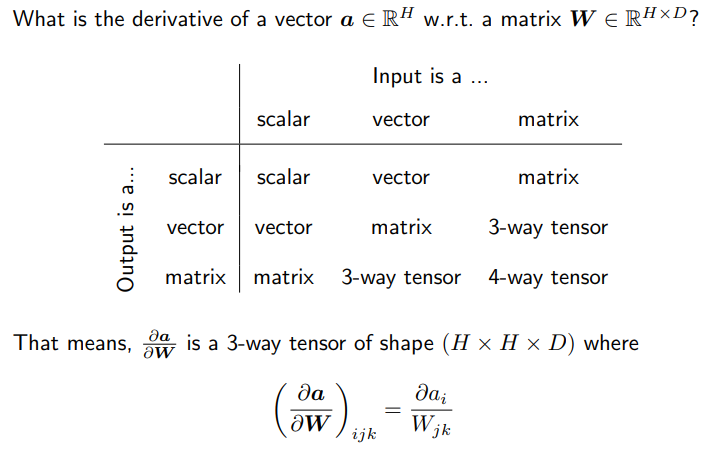 What is the derivative of a vector 𝒂 ∈ ℝ^H w.r.t. a matrix 𝑾 ∈ ℝ^{H×D}?
Input is a ...
scalar vector matrix
Output is a...
scalar scalar vector matrix
vector vector matrix 3-way tensor
matrix matrix 3-way tensor 4-way tensor
That means, ∂𝒂/∂𝑾 is a 3-way tensor of shape (H × H × D) where
(∂𝒂/∂𝑾)_{ijk} = ∂a_i/W_{jk}